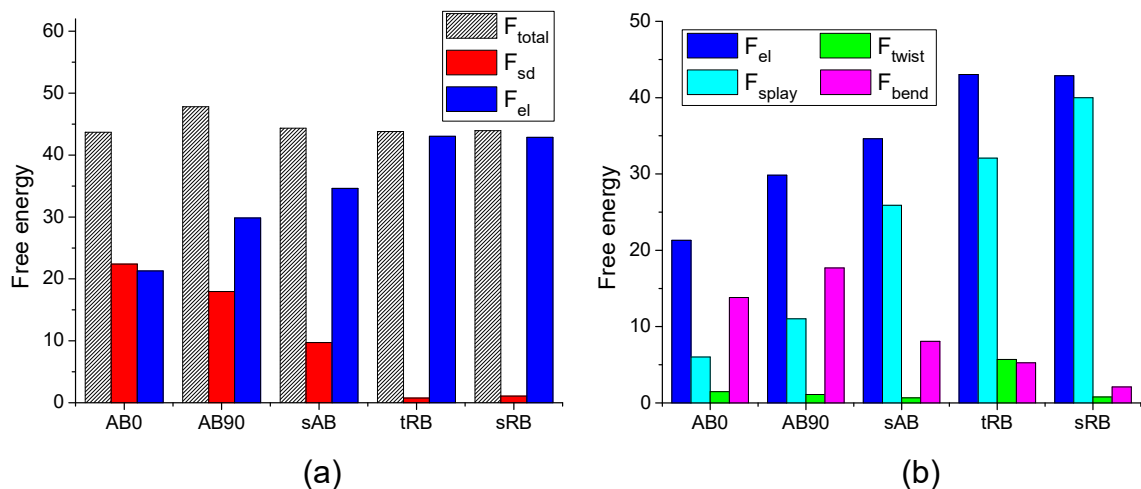 60
50
40
30
20
10
0
Free energy
F_total
F_sd
F_el
AB0 AB90 sAB tRB sRB
(a)
50
40
30
20
10
0
Free energy
F_el F_twist
F_splay F_bend
AB0 AB90 sAB tRB sRB
(b)